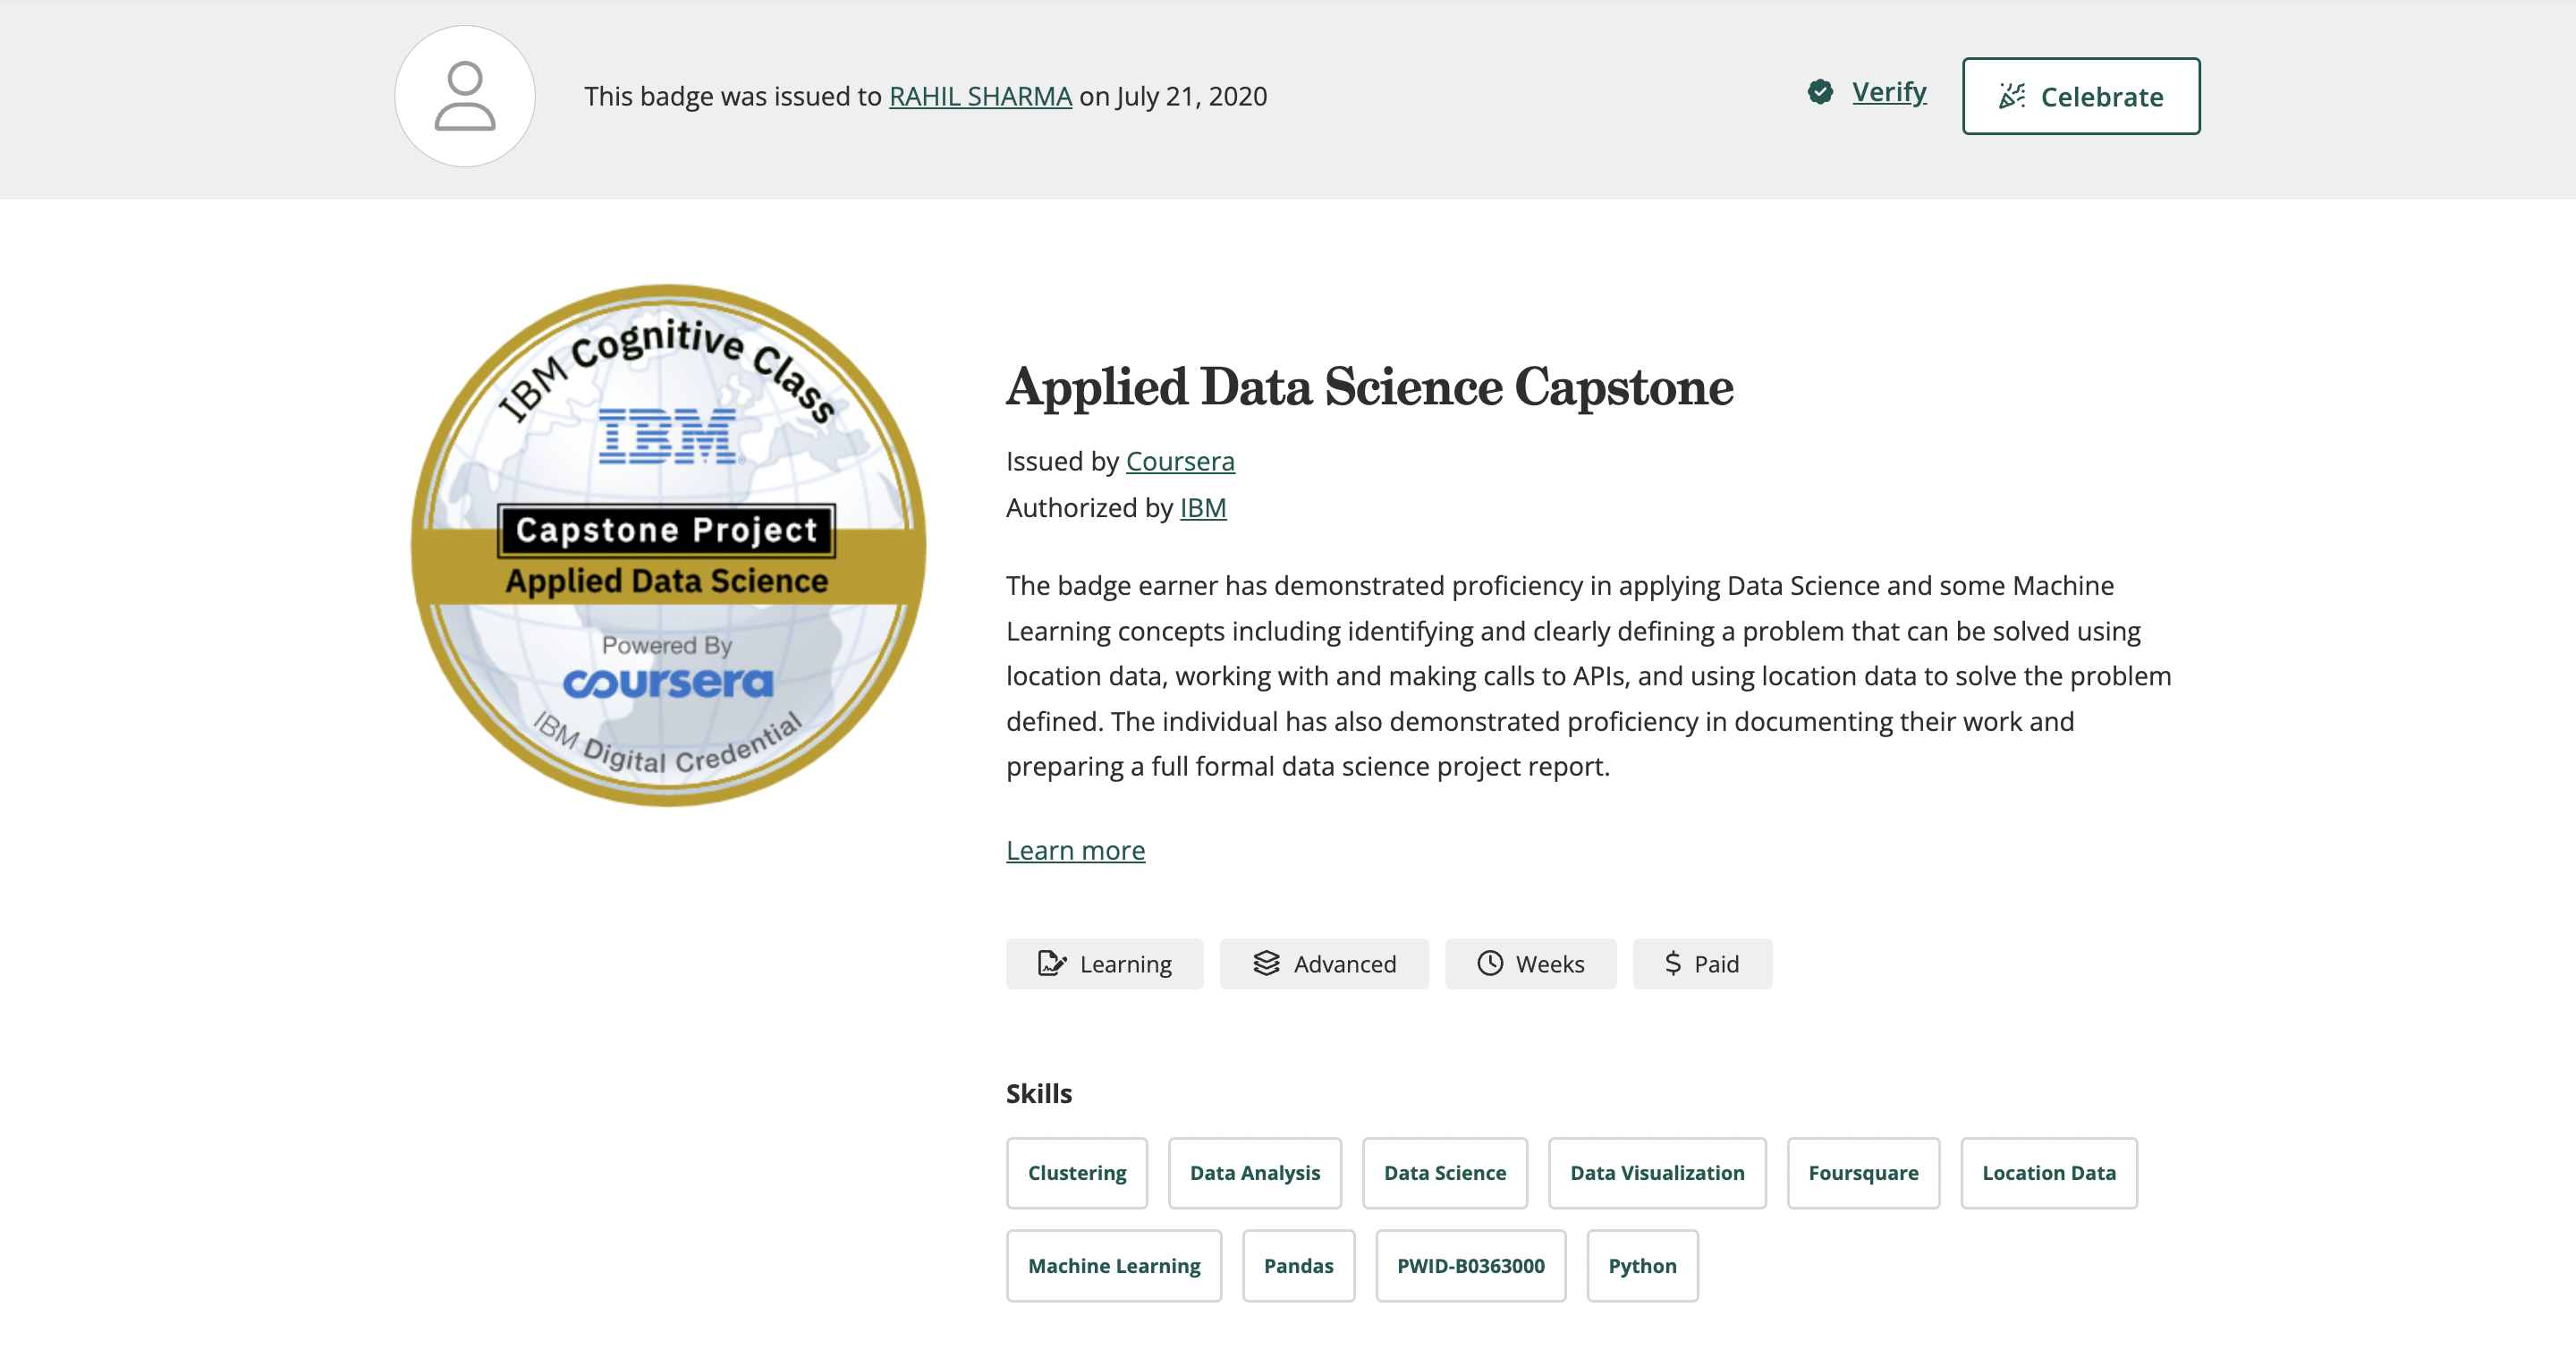 This badge was issued to RAHIL SHARMA on July 21, 2020
Verify
Celebrate
IBM Cognitive Class
IBM®
Capstone Project
Applied Data Science
Powered By
coursera
IBM Digital Credential
Applied Data Science Capstone
Issued by Coursera
Authorized by IBM
The badge earner has demonstrated proficiency in applying Data Science and some Machine
Learning concepts including identifying and clearly defining a problem that can be solved using
location data, working with and making calls to APIs, and using location data to solve the problem
defined. The individual has also demonstrated proficiency in documenting their work and
preparing a full formal data science project report.
Learn more
Learning Advanced Weeks $ Paid
Skills
Clustering Data Analysis Data Science Data Visualization Foursquare Location Data
Machine Learning Pandas PWID-B0363000 Python